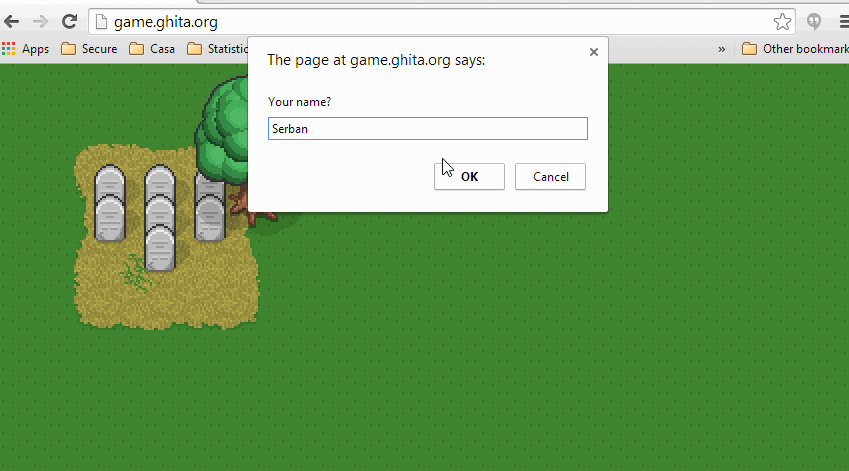 game.ghita.org
Apps Secure Casa Statistic » Other bookmark
The page at game.ghita.org says:
Your name?
Serban
OK Cancel